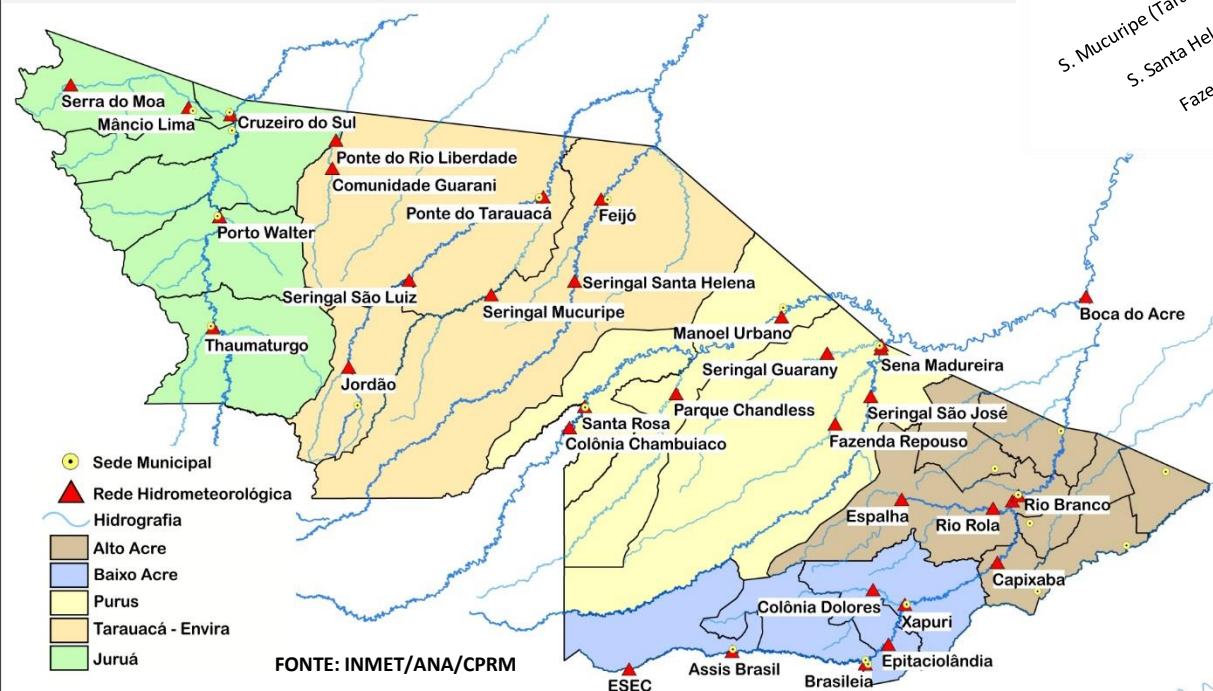 S. Mucuripe (Tara
S. Santa Hel
Faze
Serra do Moa
Mâncio Lima
Cruzeiro do Sul
Ponte do Rio Liberdade
Comunidade Guarani
Ponte do Tarauacá
Feijó
Porto Walter
Seringal São Luiz
Seringal Mucuripe
Seringal Santa Helena
Thaumaturgo
Jordão
Manoel Urbano
Boca do Acre
Seringal Guarany
Sena Madureira
Parque Chandless
Seringal São José
Santa Rosa
Colônia Chambuiaco
Fazenda Repouso
Espalha
Rio Rola
Rio Branco
Capixaba
Colônia Dolores
Xapuri
Epitaciolândia
Assis Brasil
Brasileia
ESEC
Sede Municipal
Rede Hidrometeorológica
Hidrografia
Alto Acre
Baixo Acre
Purus
Tarauacá - Envira
Juruá
FONTE: INMET/ANA/CPRM